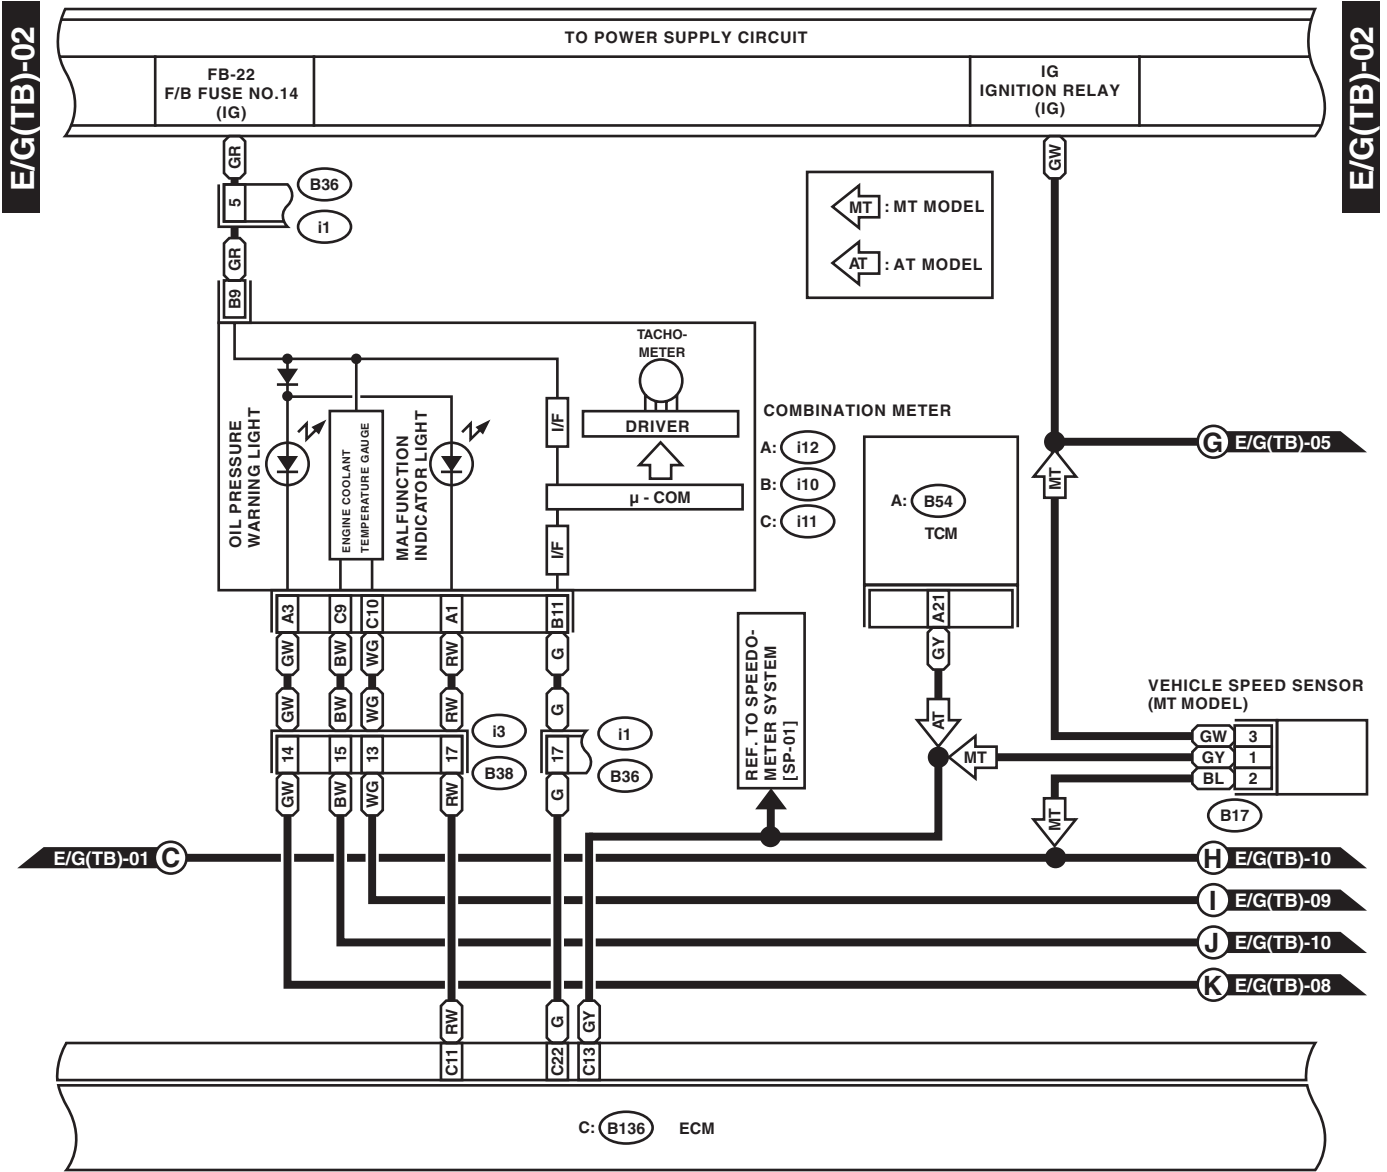 E/G(TB)-02
E/G(TB)-02
TO POWER SUPPLY CIRCUIT
FB-22
F/B FUSE NO.14
(IG)
IG
IGNITION RELAY
(IG)
GR
GW
5
B36
i1
GR
B9
MT : MT MODEL
AT : AT MODEL
TACHO-
METER
DRIVER
µ - COM
I/F
I/F
OIL PRESSURE
WARNING LIGHT
ENGINE COOLANT
TEMPERATURE GAUGE
MALFUNCTION
INDICATOR LIGHT
COMBINATION METER
A: i12
B: i10
C: i11
A: B54
TCM
G E/G(TB)-05
MT
A3 C9 C10 A1 B11
A21
GW BW WG RW G
GY
GW BW WG RW G
AT
REF. TO SPEEDO-
METER SYSTEM
[SP-01]
VEHICLE SPEED SENSOR
(MT MODEL)
14 15 13 17
i3
B38
17
i1
B36
MT
GW 3
GY 1
BL 2
B17
GW BW WG RW G
MT
E/G(TB)-01 C
H E/G(TB)-10
I E/G(TB)-09
J E/G(TB)-10
K E/G(TB)-08
RW G GY
C11 C22 C13
C: B136 ECM